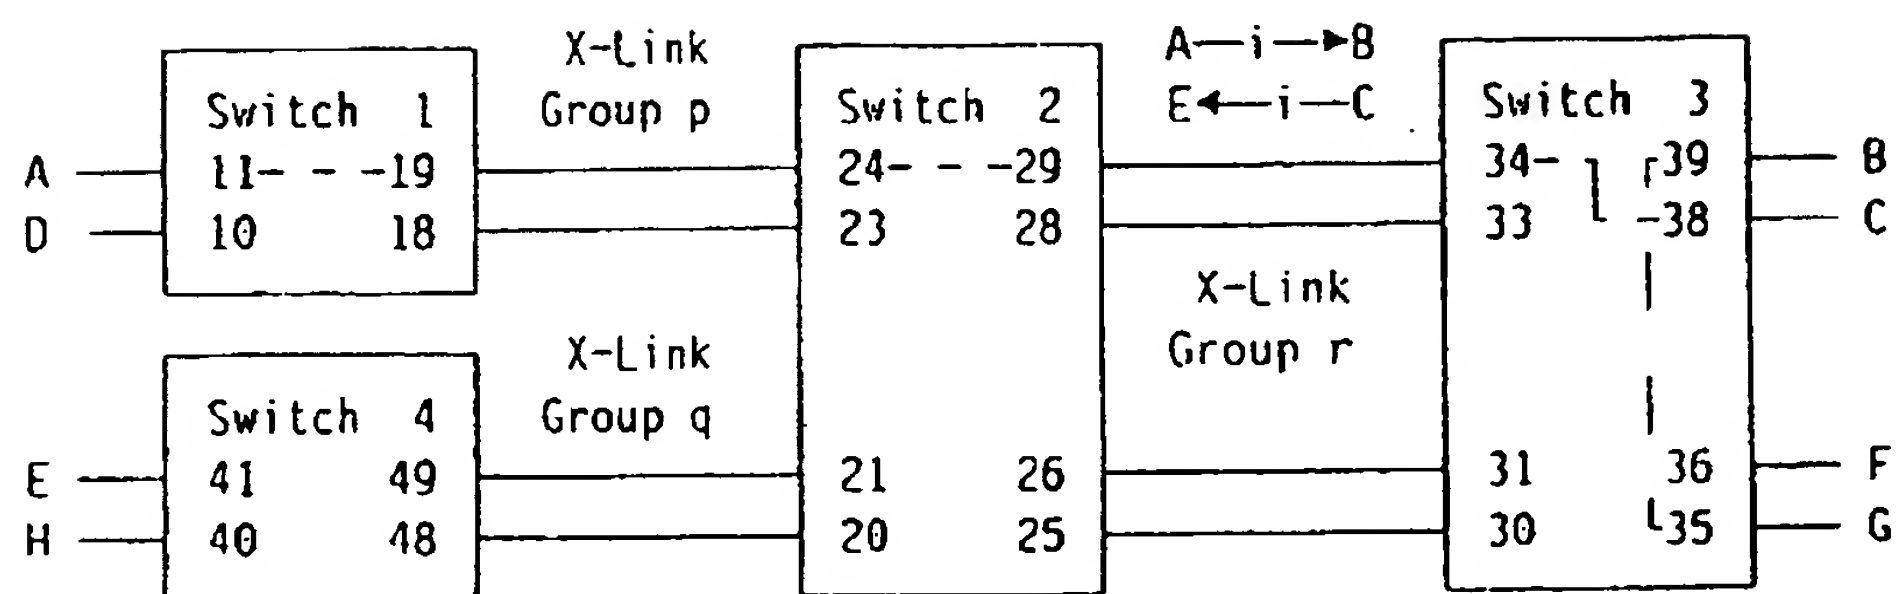 X-Link
Group p
A—i—►B
E◄—i—C
Switch 1
A 11- - -19
D 10 18
Switch 2
24- - -29
23 28
21 26
20 25
X-Link
Group r
Switch 3
34- 39 B
33 -38 C
31 36 F
30 35 G
X-Link
Group q
Switch 4
E 41 49
H 40 48